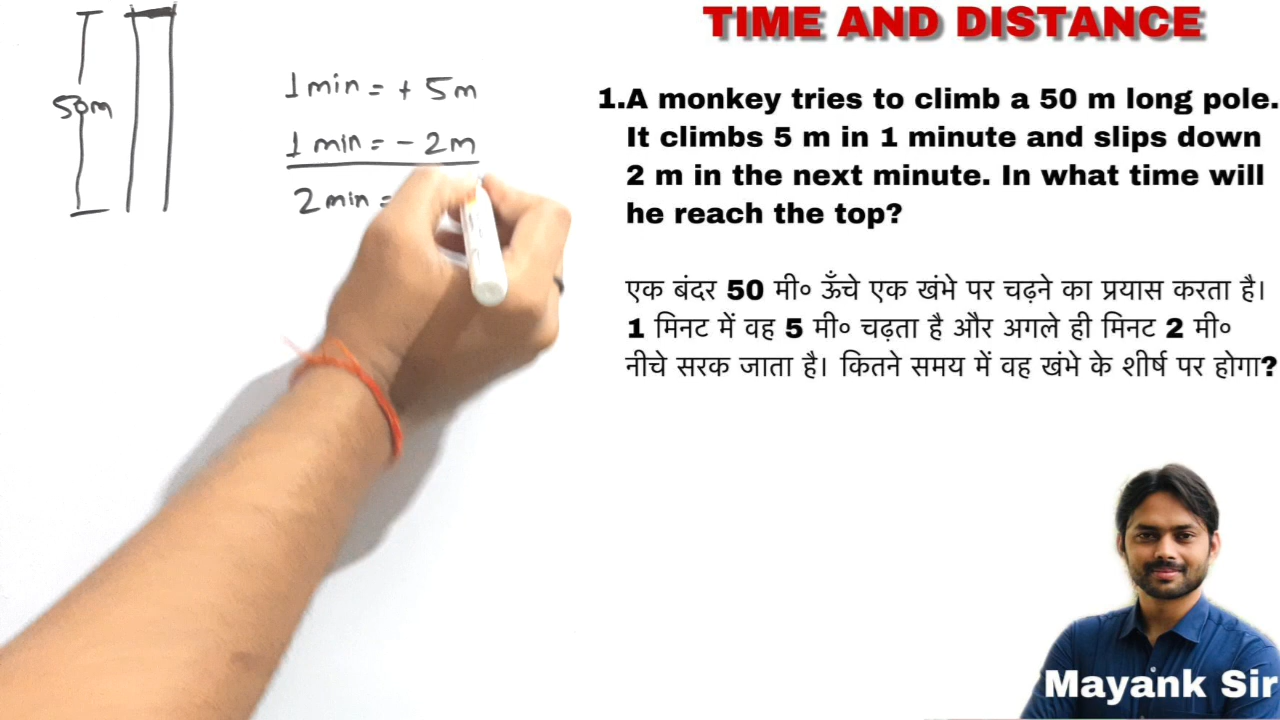 TIME AND DISTANCE
50m
1 min = + 5m
1 min = - 2m
2 min =
1.A monkey tries to climb a 50 m long pole.
It climbs 5 m in 1 minute and slips down
2 m in the next minute. In what time will
he reach the top?
एक बंदर 50 मी॰ ऊँचे एक खंभे पर चढ़ने का प्रयास करता है।
1 मिनट में वह 5 मी॰ चढ़ता है और अगले ही मिनट 2 मी॰
नीचे सरक जाता है। कितने समय में वह खंभे के शीर्ष पर होगा?
Mayank Sir